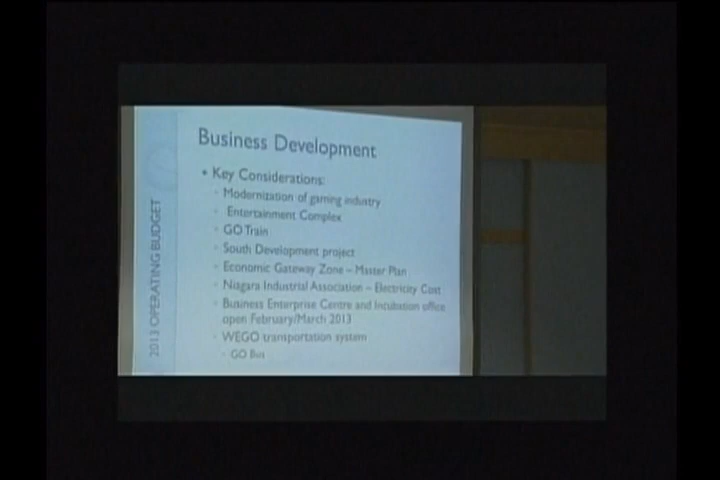 Business Development
• Key Considerations:
◦ Modernization of gaming industry
◦ Entertainment Complex
◦ GO Train
◦ South Development project
◦ Economic Gateway Zone – Master Plan
◦ Niagara Industrial Association – Electricity Cost
◦ Business Enterprise Centre and Incubation office
open February/March 2013
◦ WEGO transportation system
◦ GO Bus
2013 OPERATING BUDGET